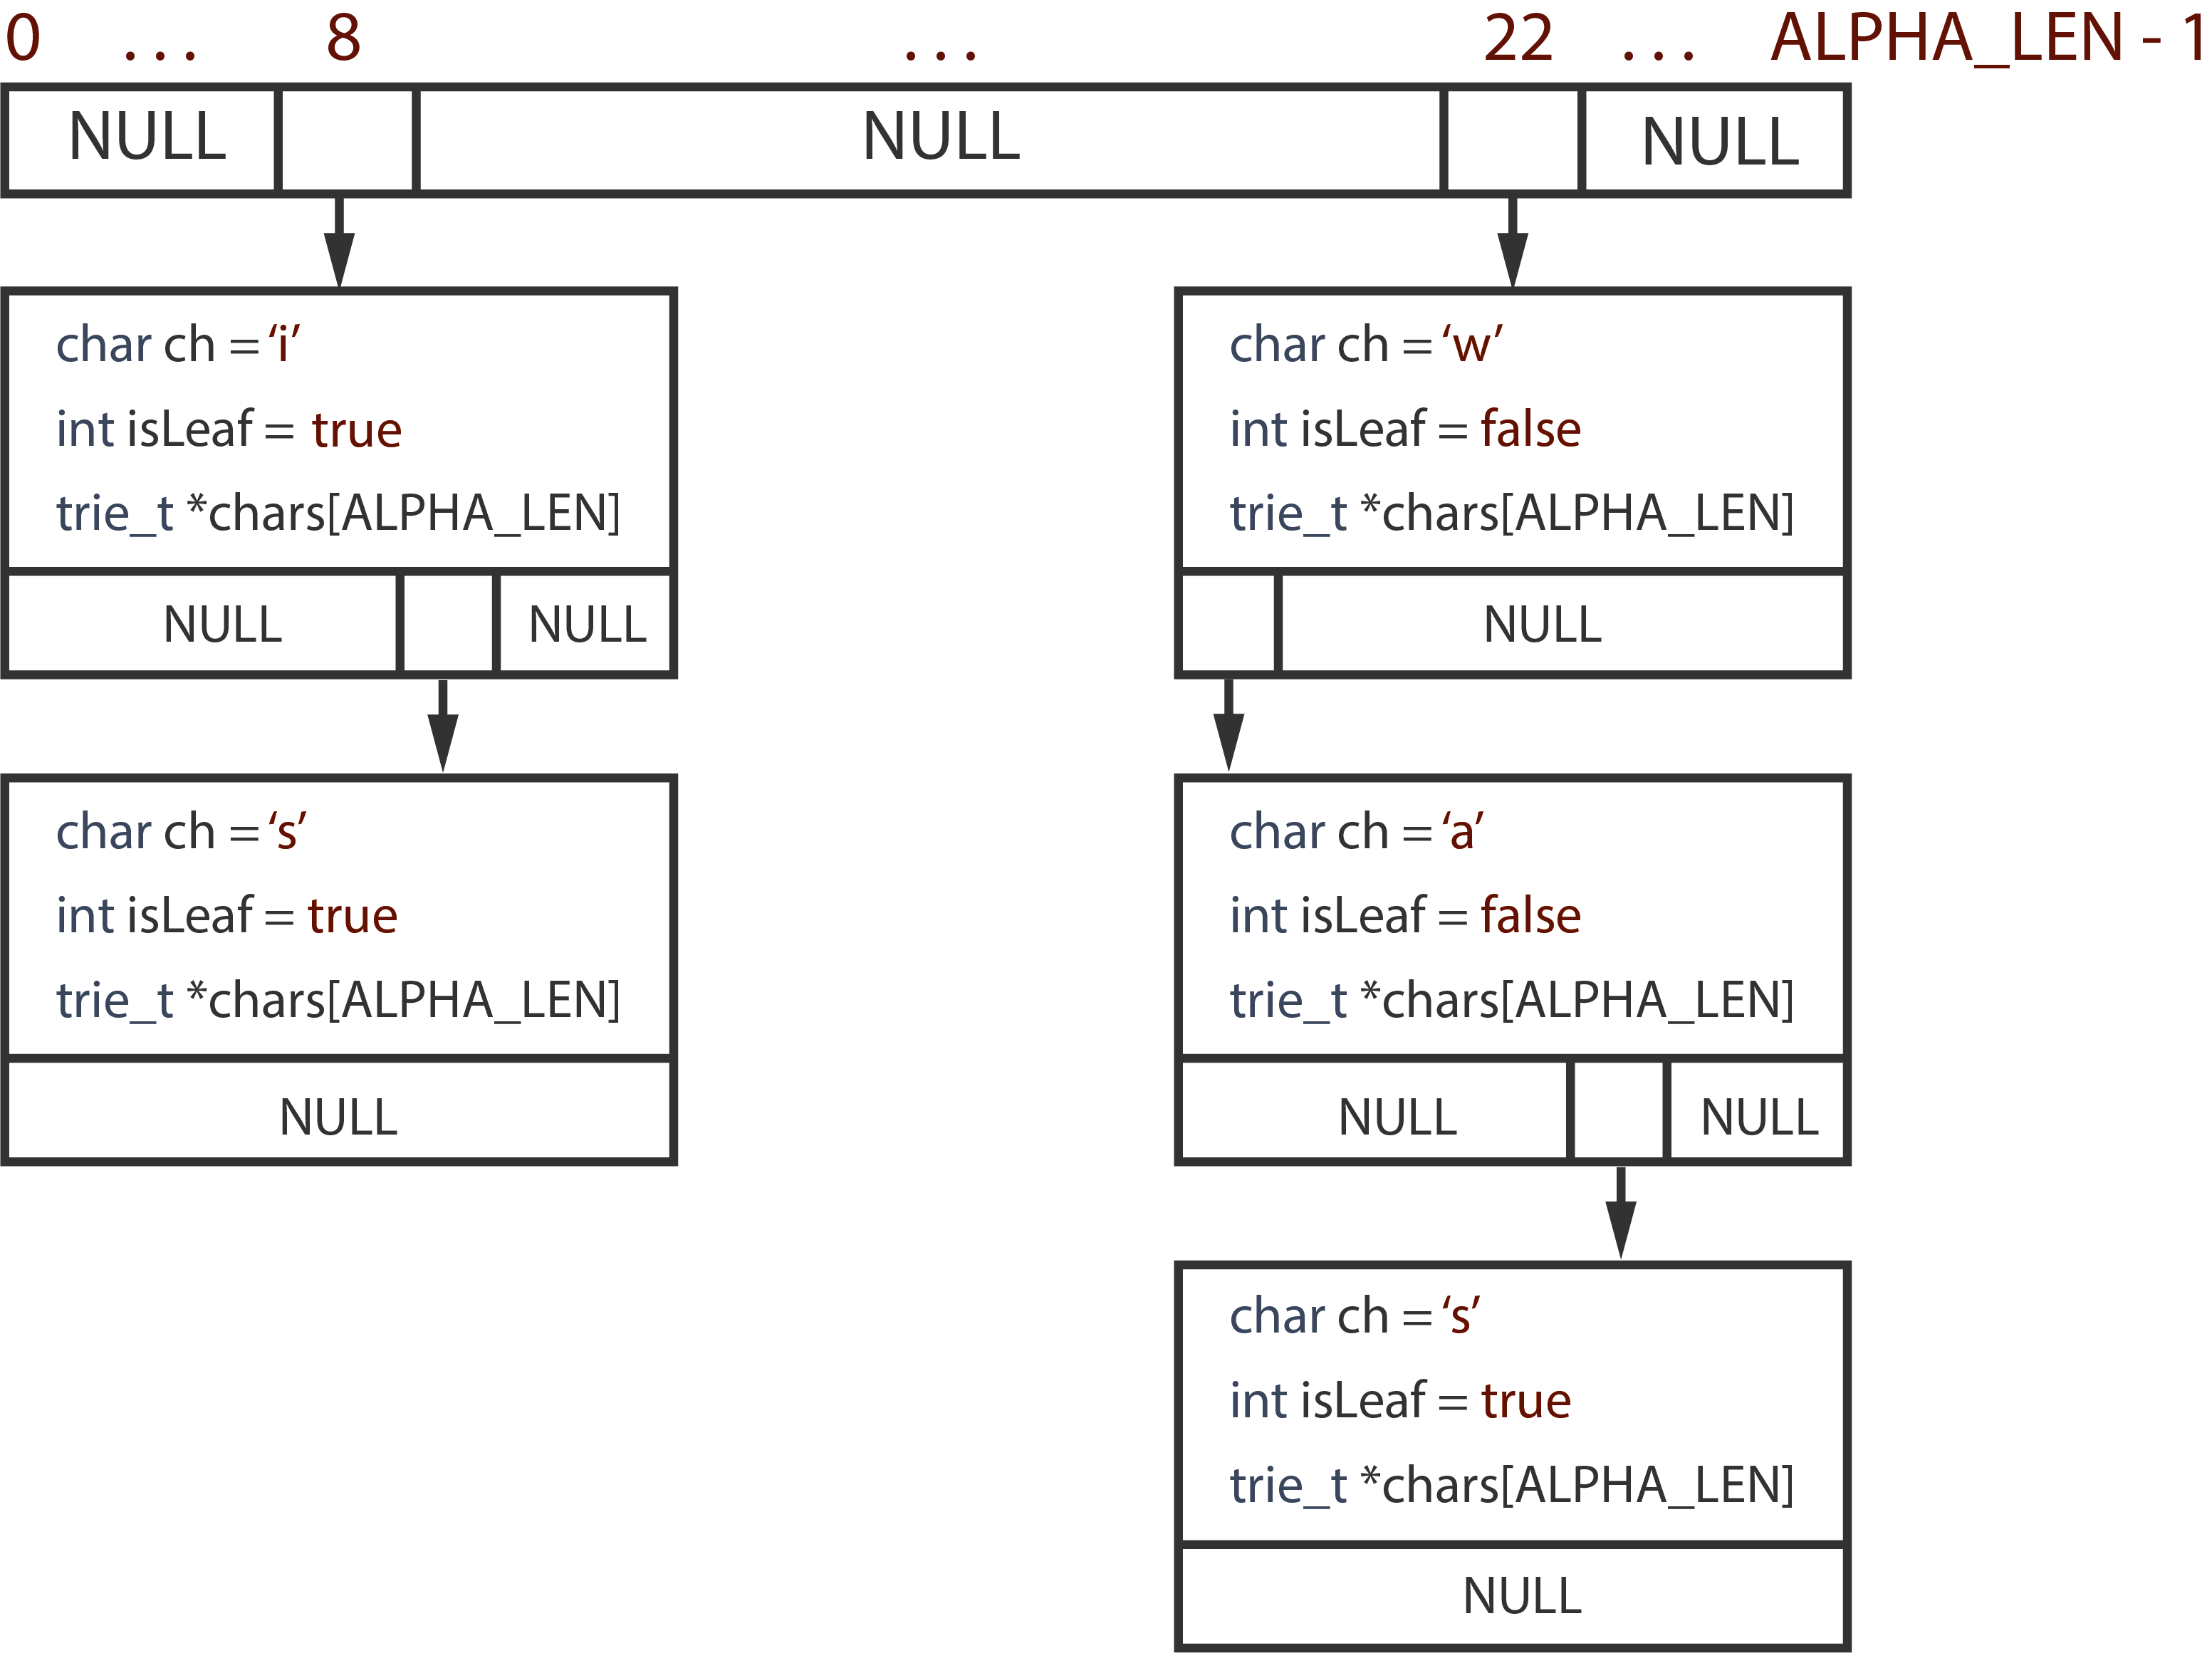 0 ... 8 ... 22 ... ALPHA_LEN - 1
NULL NULL NULL
char ch = ‘i’
int isLeaf = true
trie_t *chars[ALPHA_LEN]
NULL NULL
char ch = ‘w’
int isLeaf = false
trie_t *chars[ALPHA_LEN]
NULL
char ch = ‘s’
int isLeaf = true
trie_t *chars[ALPHA_LEN]
NULL
char ch = ‘a’
int isLeaf = false
trie_t *chars[ALPHA_LEN]
NULL NULL
char ch = ‘s’
int isLeaf = true
trie_t *chars[ALPHA_LEN]
NULL